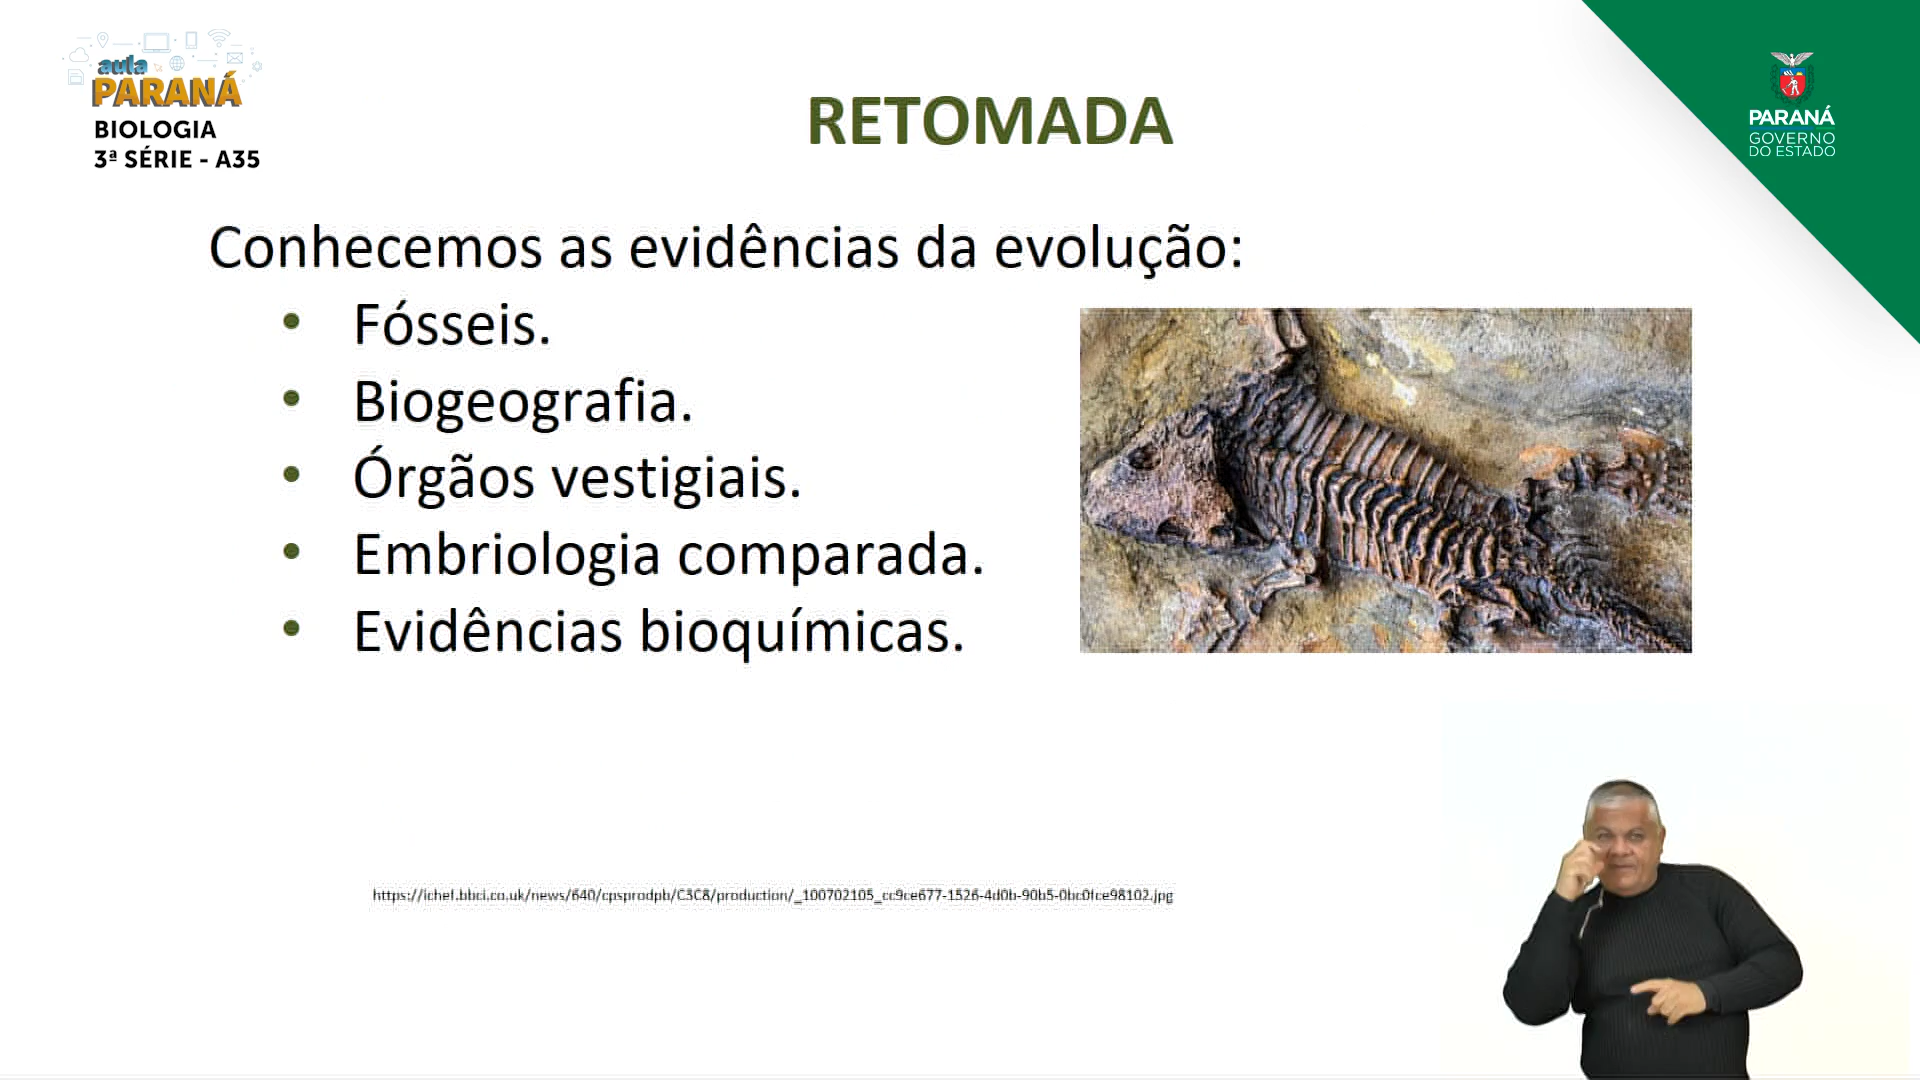 aula
PARANÁ
BIOLOGIA
3ª SÉRIE - A35
RETOMADA
PARANÁ
GOVERNO
DO ESTADO
Conhecemos as evidências da evolução:
• Fósseis.
• Biogeografia.
• Órgãos vestigiais.
• Embriologia comparada.
• Evidências bioquímicas.
https://ichef.bbci.co.uk/news/640/cpsprodpb/C3C8/production/_100702105_cc9ce677-1526-4d0b-90b5-0bc0fce98102.jpg